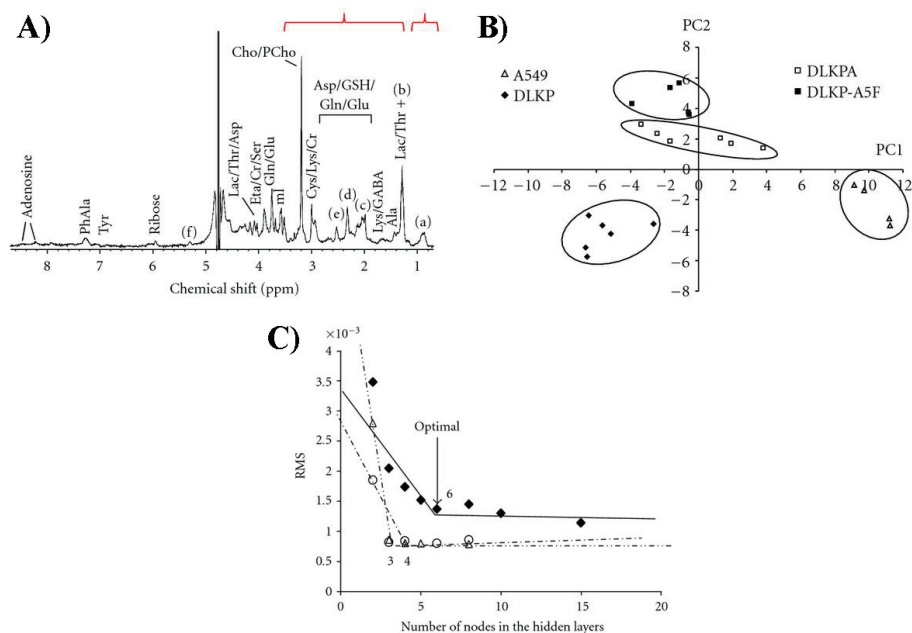 A)
Cho/PCho
Asp/GSH/
Gln/Glu
(b)
Lac/Thr +
Adenosine
PhAla
Tyr
Ribose
(f)
Lac/Thr/Asp
Eta/Cr/Ser
Gln/Glu
mI
Cys/Lys/Cr
(e)
(d)
(c)
Lys/GABA
Ala
(a)
8 7 6 5 4 3 2 1
Chemical shift (ppm)
B)
PC2
8
6
4
2
0
−2
−4
−6
−8
A549
DLKP
DLKPA
DLKP-A5F
PC1
−12 −10 −8 −6 −4 −2 0 2 4 6 8 10 12
C)
×10−3
4
3.5
3
2.5
2
1.5
1
0.5
0
RMS
Optimal
6
3 4
0 5 10 15 20
Number of nodes in the hidden layers